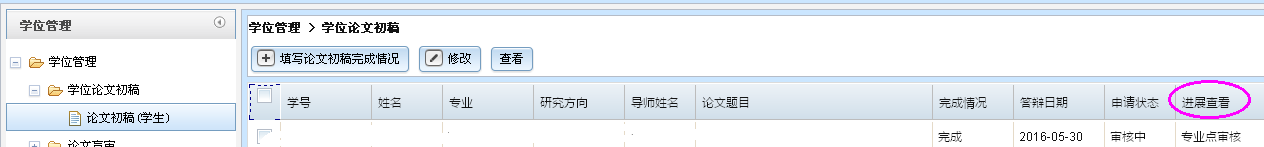 学位管理
学位管理
学位论文初稿
论文初稿(学生)
论文盲审
学位管理 > 学位论文初稿
填写论文初稿完成情况 修改 查看
学号 姓名 专业 研究方向 导师姓名 论文题目 完成情况 答辩日期 申请状态 进展查看
完成 2016-05-30 审核中 专业点审核